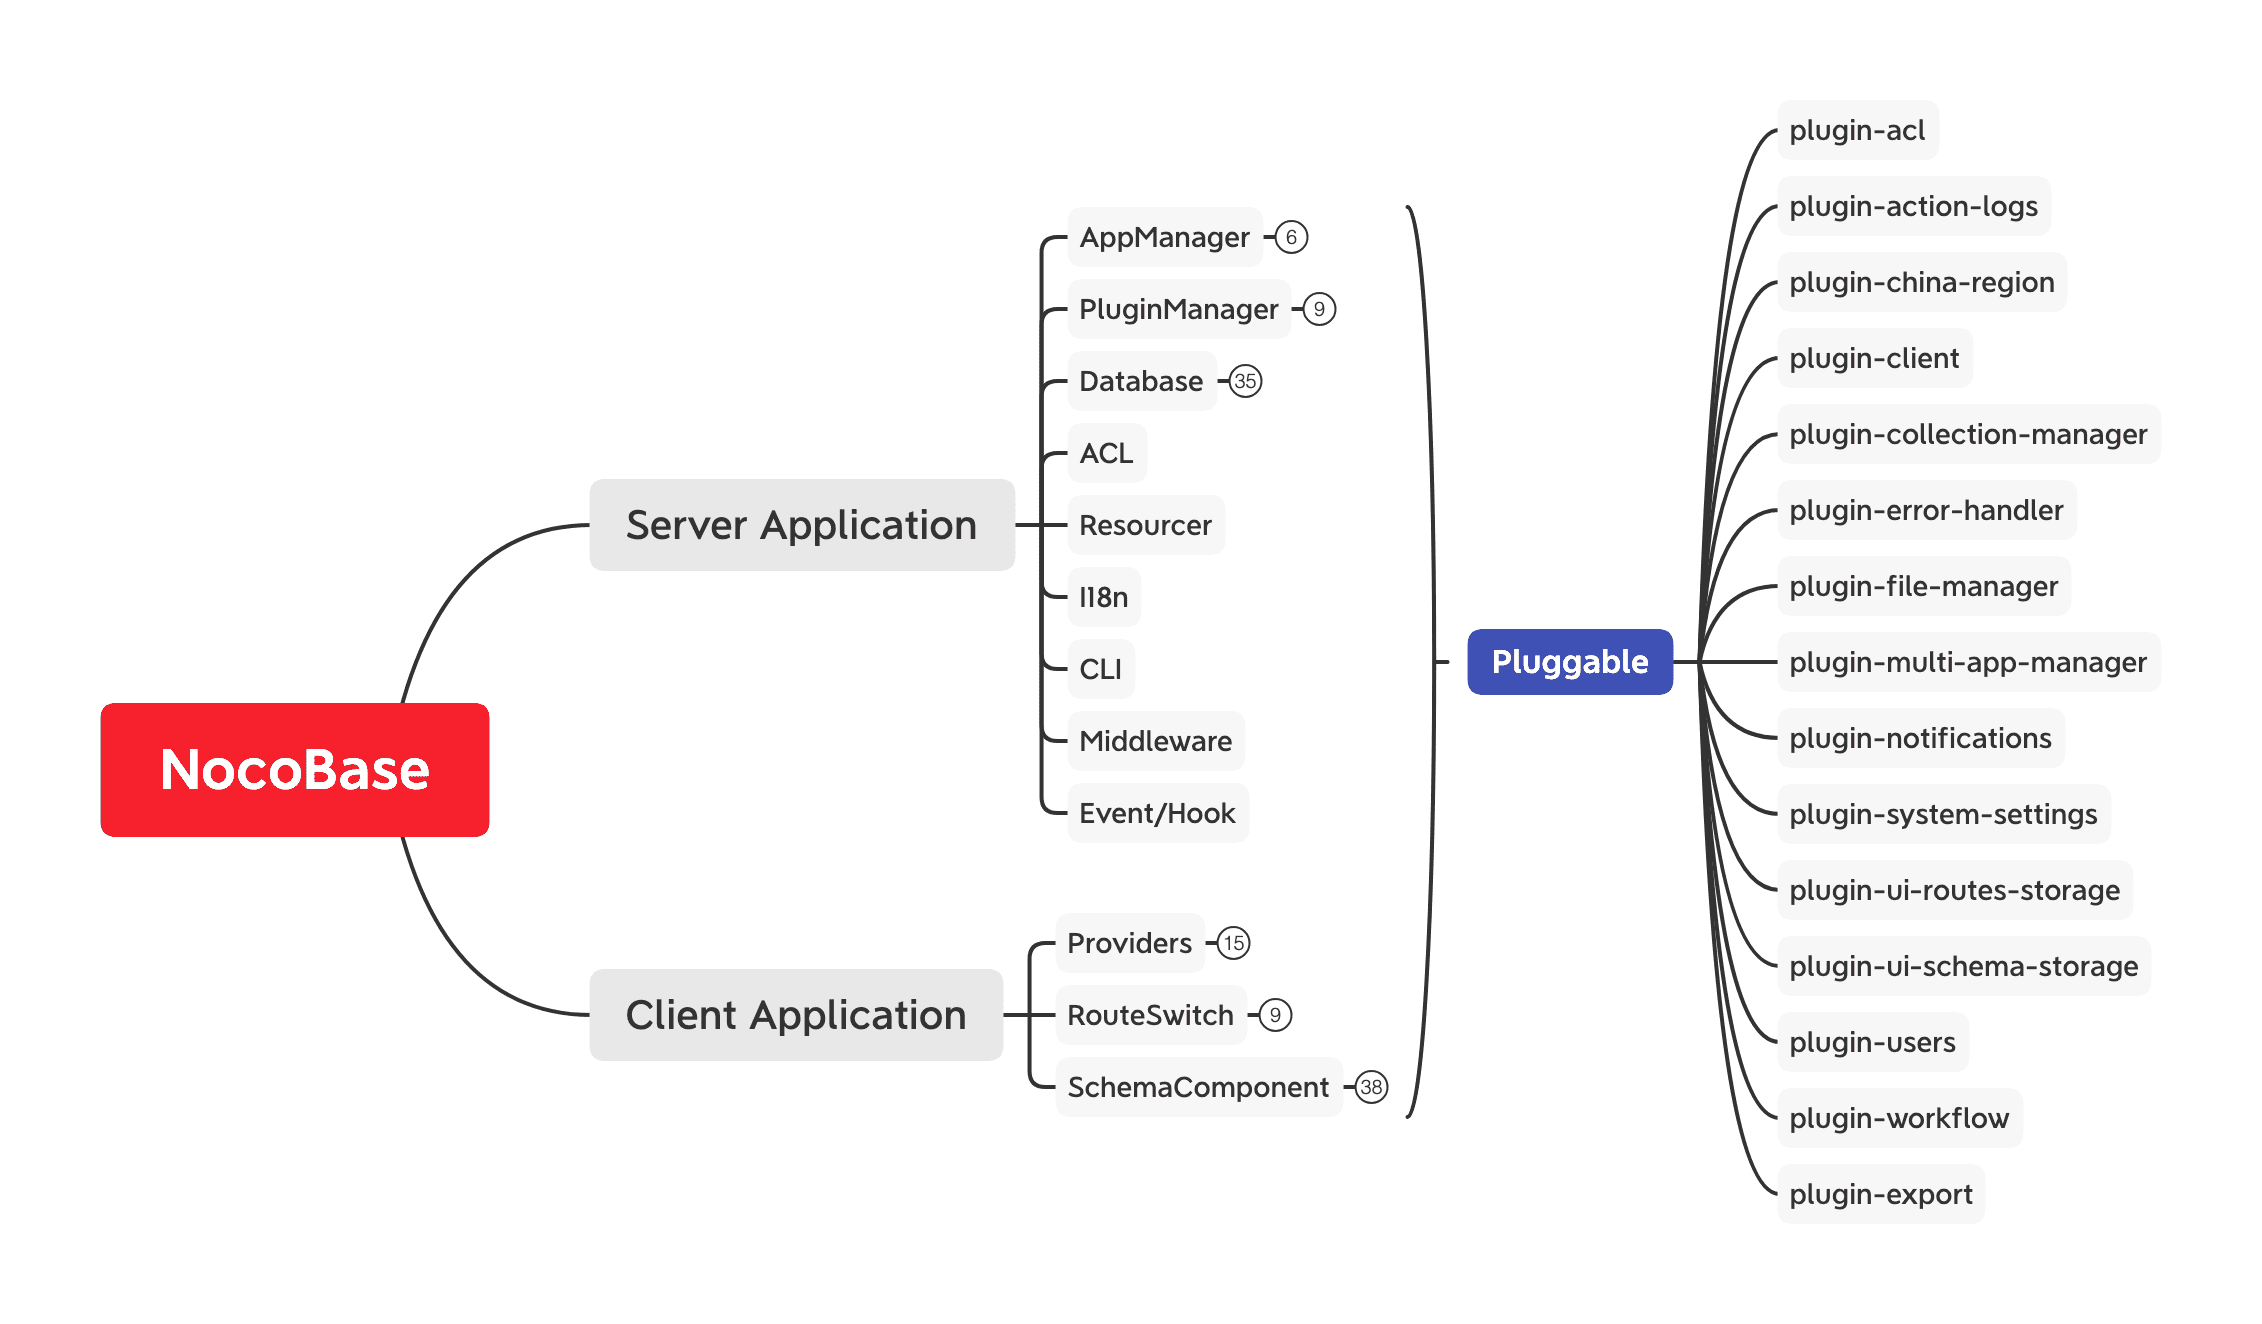 NocoBase
Server Application
AppManager 6
PluginManager 9
Database 35
ACL
Resourcer
I18n
CLI
Middleware
Event/Hook
Client Application
Providers 15
RouteSwitch 9
SchemaComponent 38
Pluggable
plugin-acl
plugin-action-logs
plugin-china-region
plugin-client
plugin-collection-manager
plugin-error-handler
plugin-file-manager
plugin-multi-app-manager
plugin-notifications
plugin-system-settings
plugin-ui-routes-storage
plugin-ui-schema-storage
plugin-users
plugin-workflow
plugin-export